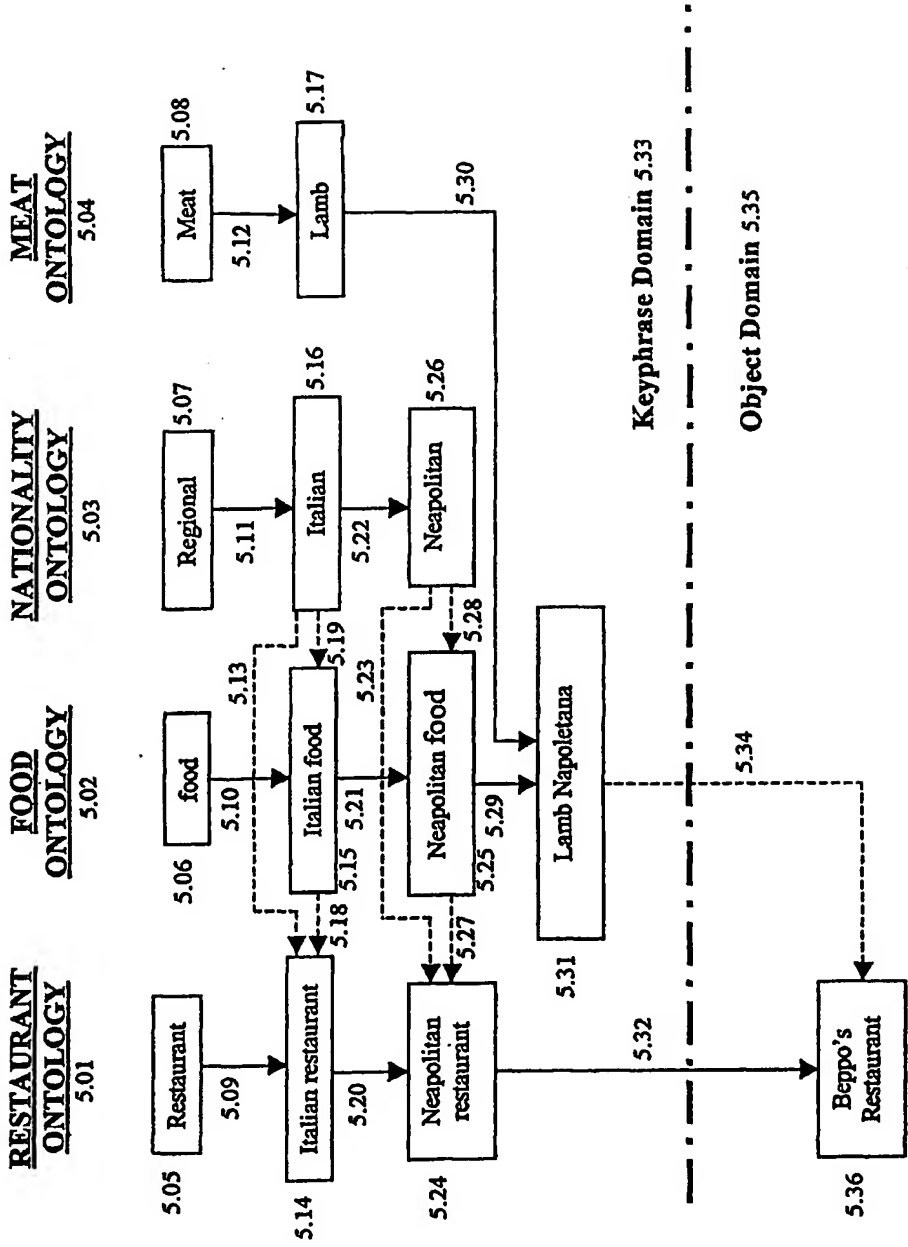 RESTAURANT
ONTOLOGY
5.01
FOOD
ONTOLOGY
5.02
NATIONALITY
ONTOLOGY
5.03
MEAT
ONTOLOGY
5.04
5.05
Restaurant
5.06
food
Regional
5.07
Meat
5.08
5.09
5.10
5.11
5.12
5.13
5.14
Italian restaurant
Italian food
5.15
Italian
5.16
Lamb
5.17
5.18
5.19
5.20
5.21
5.22
5.23
5.24
Neapolitan
restaurant
Neapolitan food
5.25
Neapolitan
5.26
5.27
5.28
5.29
5.30
5.31
Lamb Napoletana
5.32
Keyphrase Domain 5.33
5.34
Object Domain 5.35
5.36
Beppo's
Restaurant